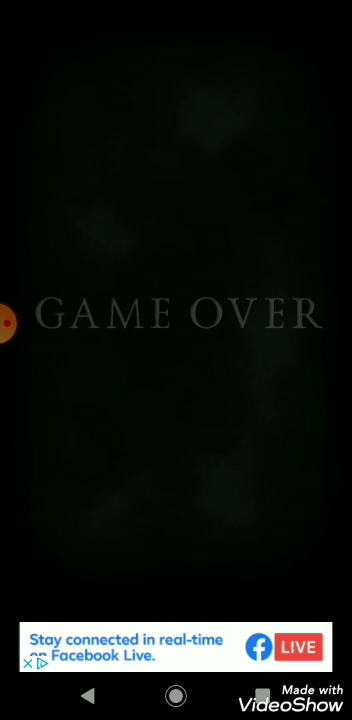 GAME OVER
Stay connected in real-time
on Facebook Live.
LIVE
Made with
VideoShow